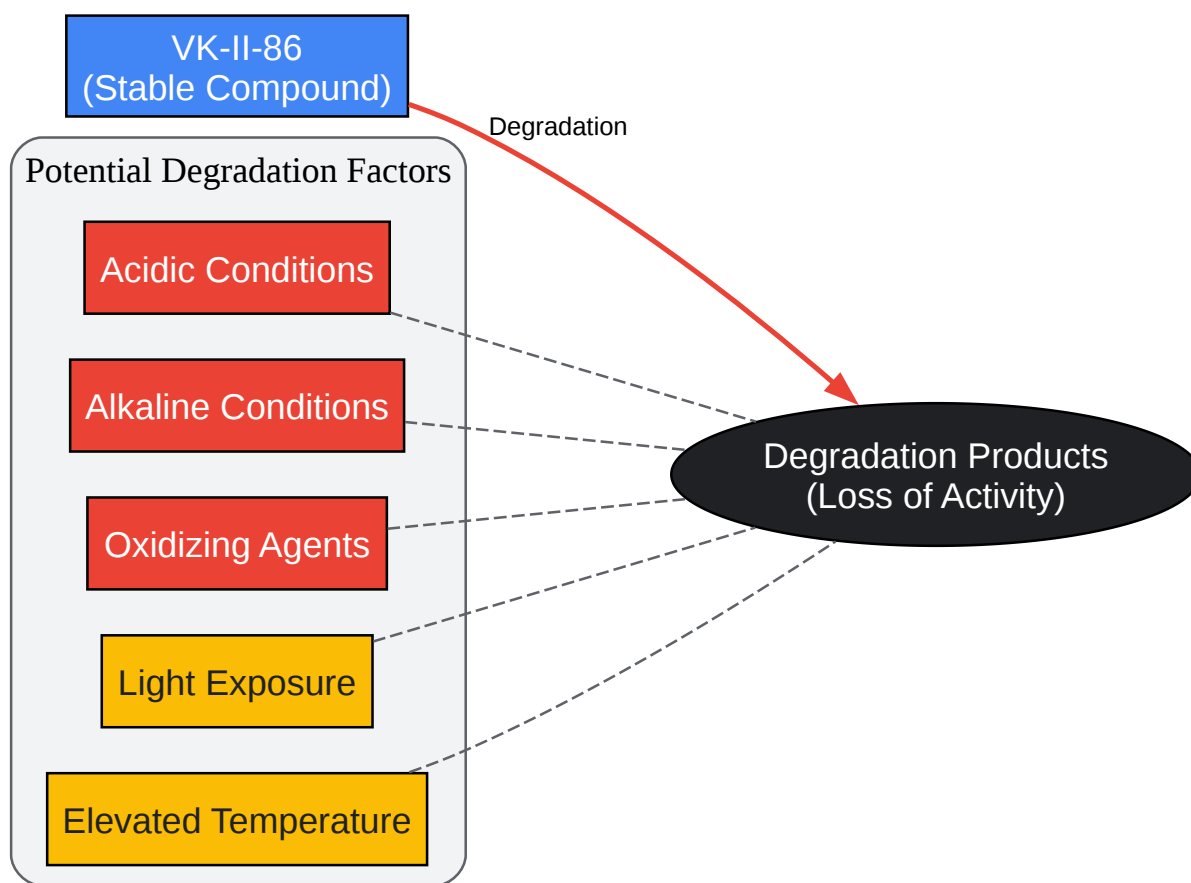 VK-II-86
(Stable Compound)
Degradation
Potential Degradation Factors
Acidic Conditions
Alkaline Conditions
Oxidizing Agents
Light Exposure
Elevated Temperature
Degradation Products
(Loss of Activity)